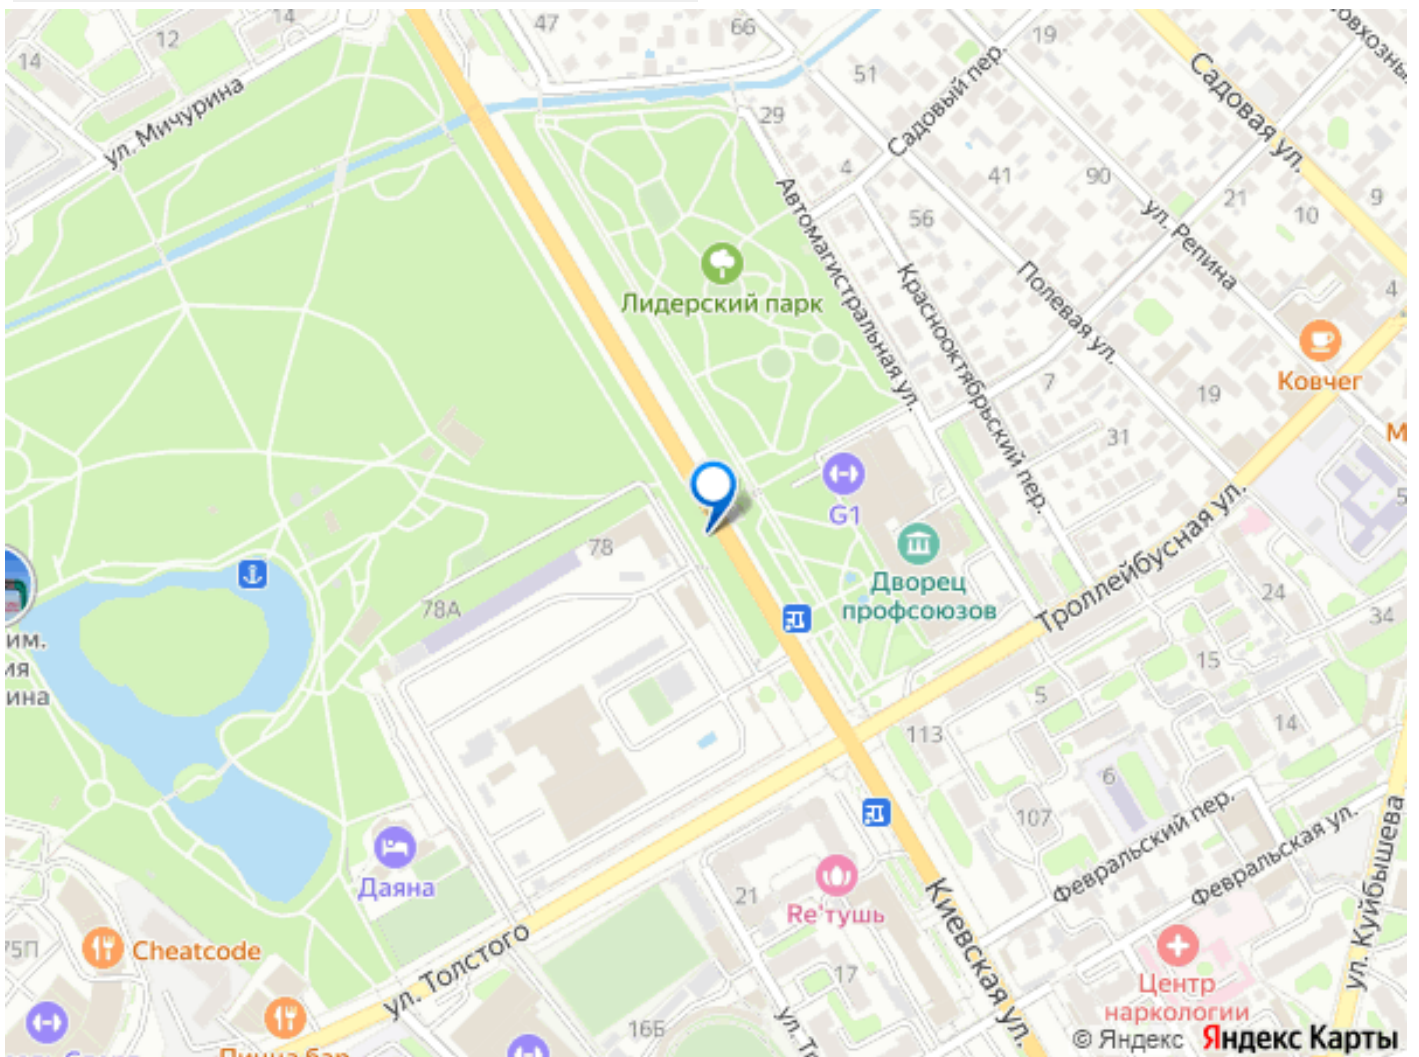 47
66
19
12
14
14
51
Садовый пер.
Садовая ул.
ул. Мичурина
29
4
41
90
21
9
10
56
Автомагистральная ул.
ул. Репина
Лидерский парк
Краснооктябрьский пер.
Полевая ул.
4
Ковчег
7
19
31
G1
Троллейбусная ул.
78
78А
Дворец
профсоюзов
24
34
15
5
14
113
6
107
Февральский пер.
Февральская ул.
ул. Куйбышева
Даяна
21
Re'тушь
Киевская ул.
75П
Cheatcode
ул. Толстого
17
Центр
наркологии
16Б
© Яндекс Яндекс Карты